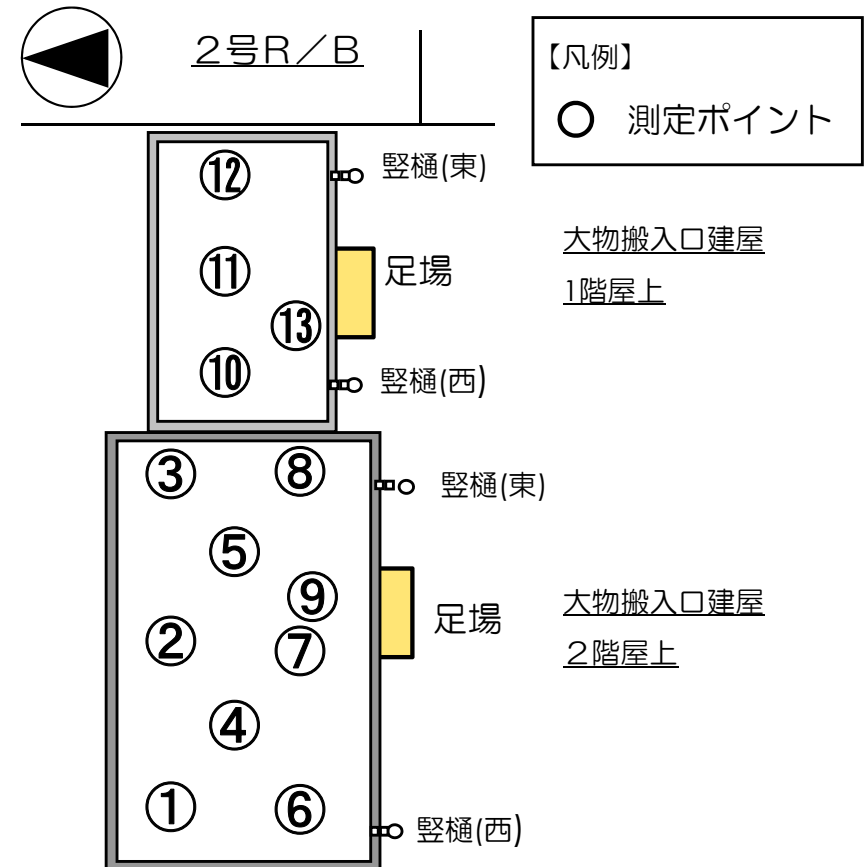 ２号R／B
【凡例】
〇 測定ポイント
⑫
竪樋(東)
大物搬入口建屋
1階屋上
⑪
足場
⑬
⑩
竪樋(西)
③
⑧
竪樋(東)
⑤
⑨
足場
大物搬入口建屋
２階屋上
②
⑦
④
①
⑥
竪樋(西)